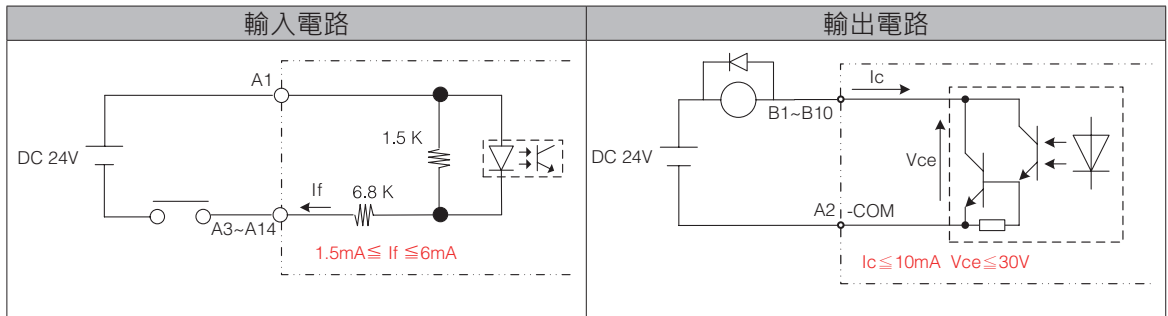 輸入電路
輸出電路
A1
1.5 K
DC 24V
If
6.8 K
A3~A14
1.5mA≦ If ≦6mA
Ic
B1~B10
DC 24V
Vce
A2
-COM
Ic≦10mA Vce≦30V